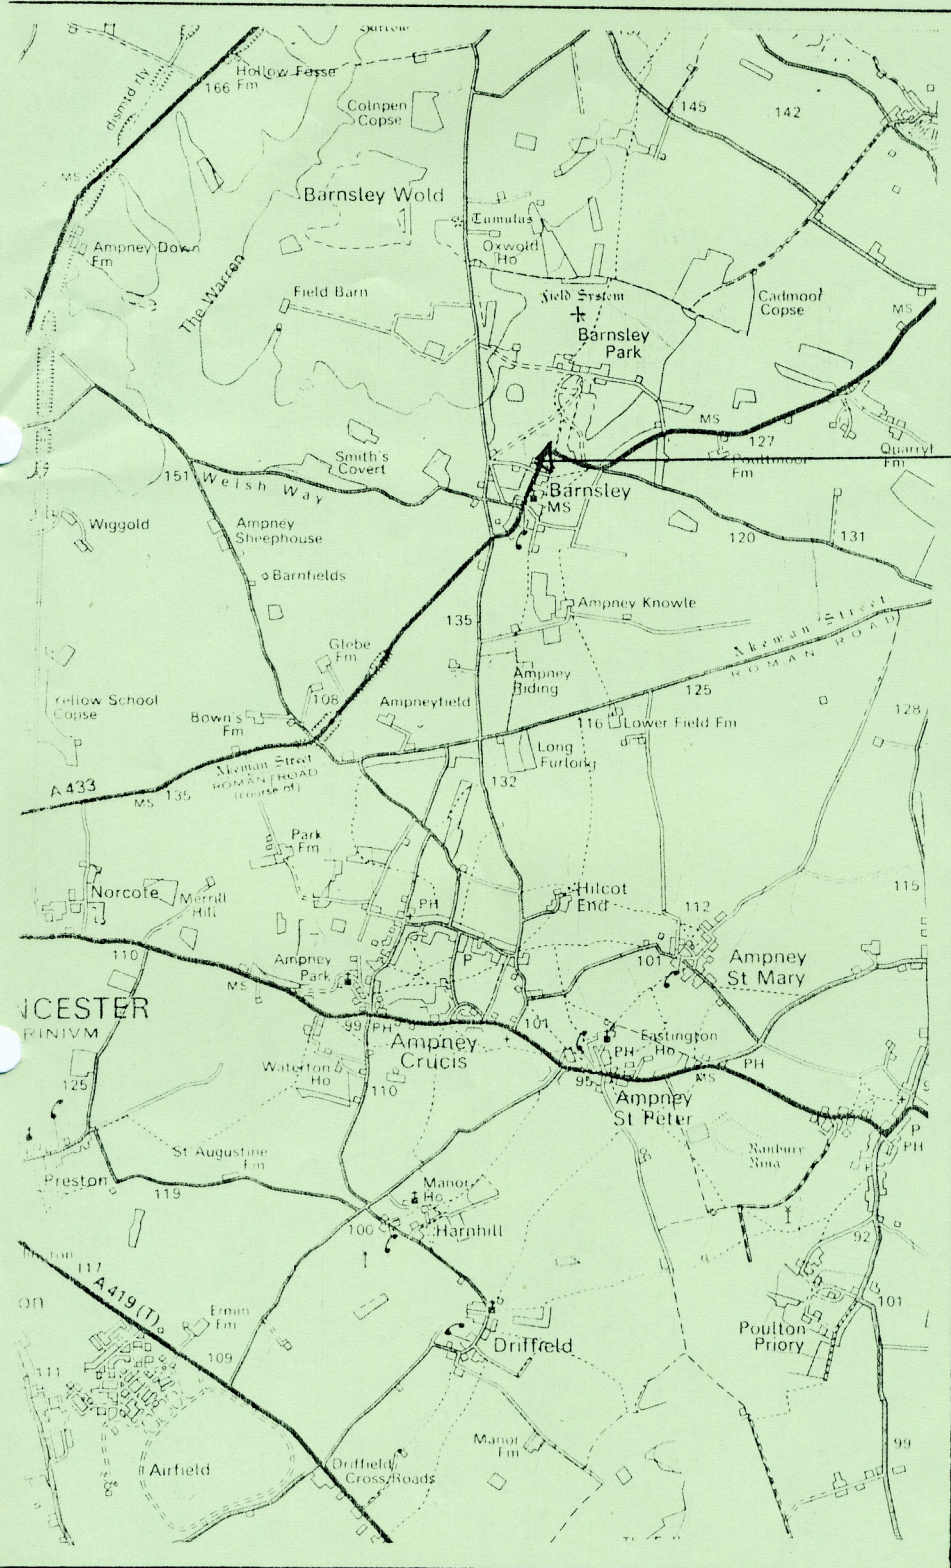 Hollow Fosse
Fm
166
dismtd rly
Colnpen
Copse
145
142
MS
Barnsley Wold
Tumulus
Oxwold
Ho
Ampney Down
Fm
The Warren
Field Barn
Field System
Barnsley
Park
Cadmoor
Copse
MS
Smith's
Covert
MS
127
Poultmoor
Fm
Quarry
Fm
151
Welsh Way
Barnsley
MS
Wiggold
Ampney
Sheephouse
120
131
Barnfields
Ampney Knowle
135
Akeman Street
ROMAN ROAD
Glebe
Fm
Ampney
Riding
125
Yellow School
Copse
108
Bown's
Fm
Ampneyfield
116
Lower Field Fm
128
Long
Furlong
Akeman Street
ROMAN ROAD
(course of)
A 433
MS
135
132
Park
Fm
Norcote
Merrill
Hill
PH
Hilcot
End
112
115
110
Ampney
Park
P
101
Ampney
St Mary
MS
NCESTER
RINIVM
99
PH
Ampney
Crucis
101
Eastington
Ho
PH
PH
Waterton
Ho
125
110
95
MS
Ampney
St Peter
P
PH
St Augustine
Fm
Ranbury
Ring
Preston
119
Manor
Ho
100
Harnhill
92
117
A 419 (T)
on
Ermin
Fm
101
Poulton
Priory
Driffield
109
111
Manor
Fm
99
Airfield
Driffield
Cross Roads